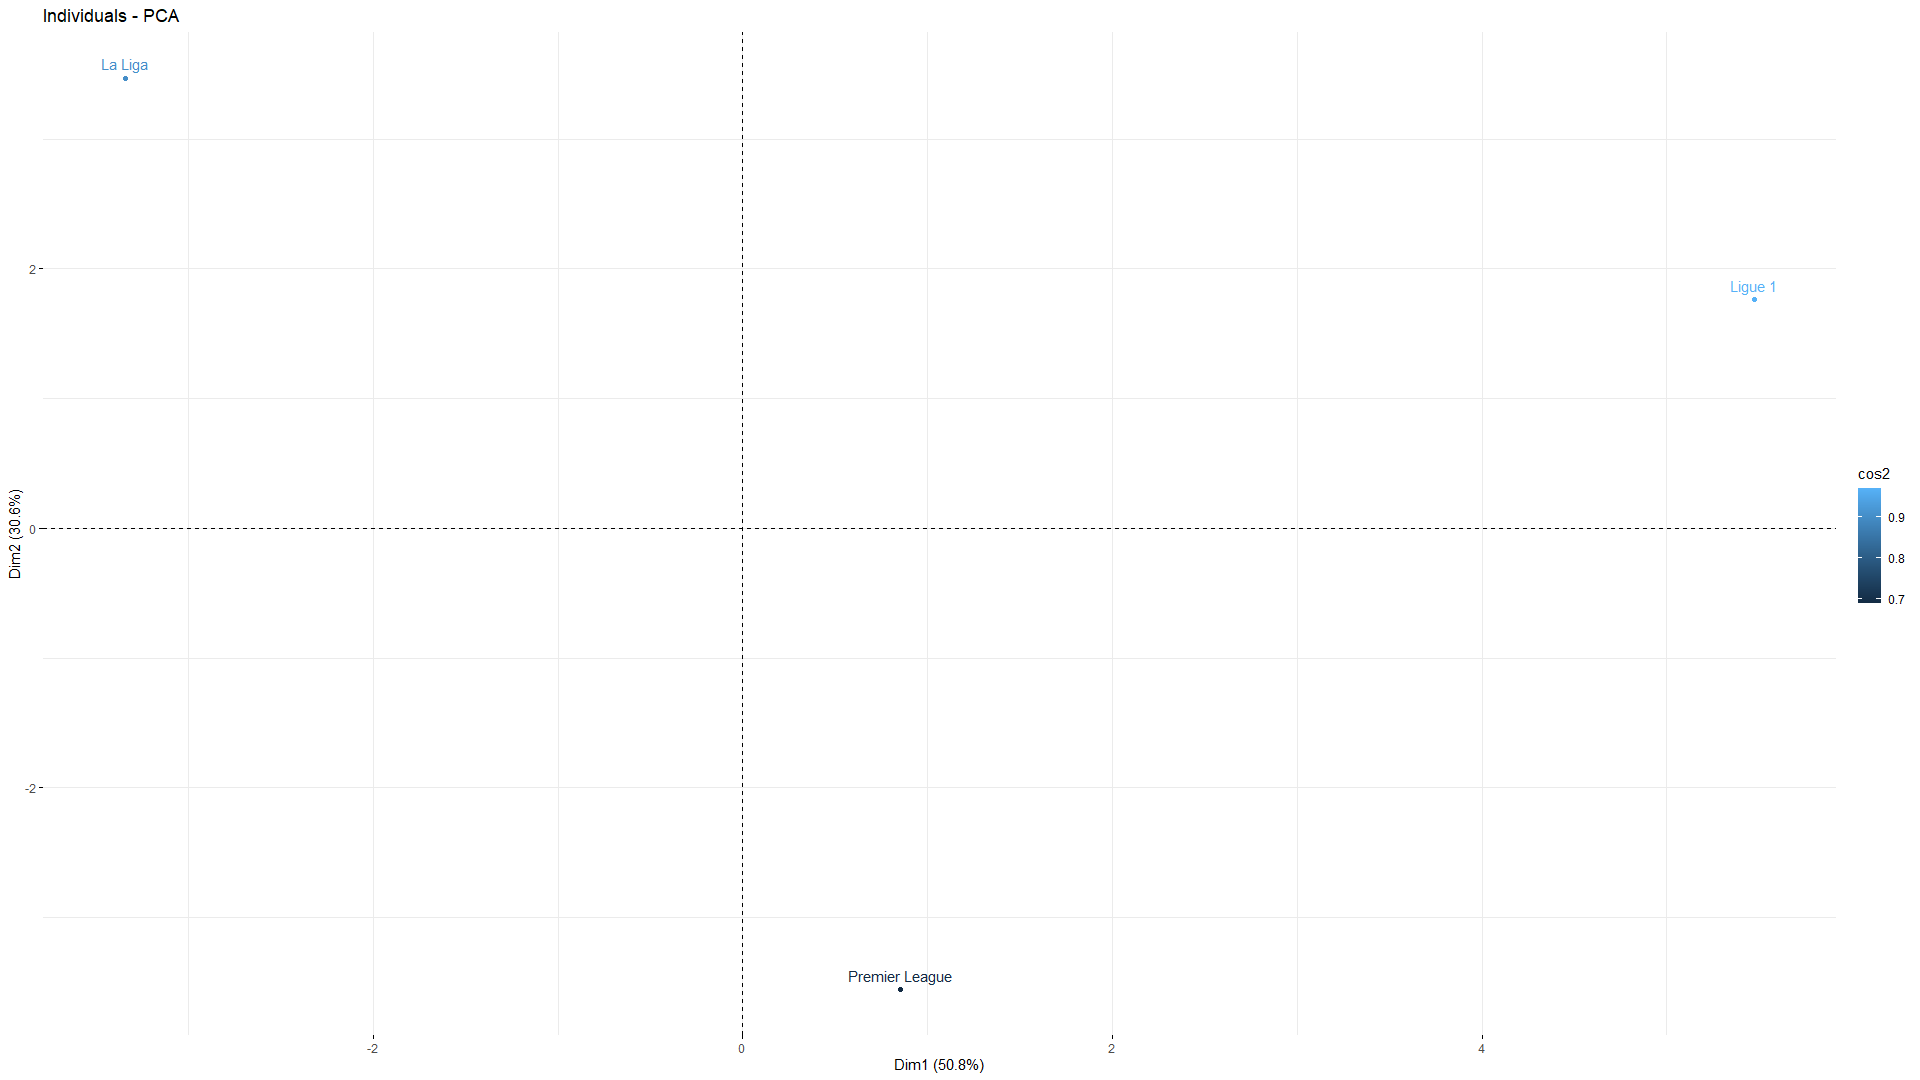 Individuals - PCA
La Liga
Ligue 1
Premier League
2
0
-2
Dim2 (30.6%)
-2
0
2
4
Dim1 (50.8%)
cos2
0.9
0.8
0.7